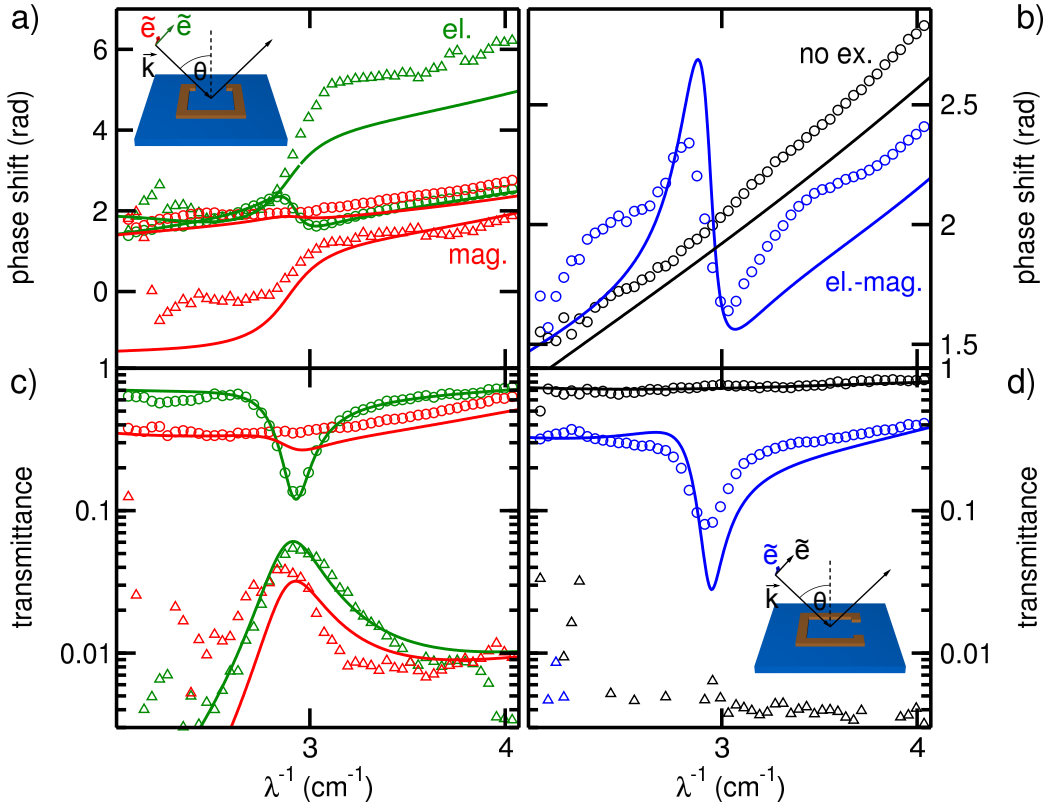 a)
6
4
2
0
phase shift (rad)
ẽ ẽ
k⃗
θ
el.
mag.
b)
2.5
2
1.5
phase shift (rad)
no ex.
el.-mag.
c)
1
0.1
0.01
transmittance
3
4
λ⁻¹ (cm⁻¹)
d)
1
0.1
0.01
transmittance
ẽ ẽ
k⃗
θ
3
4
λ⁻¹ (cm⁻¹)